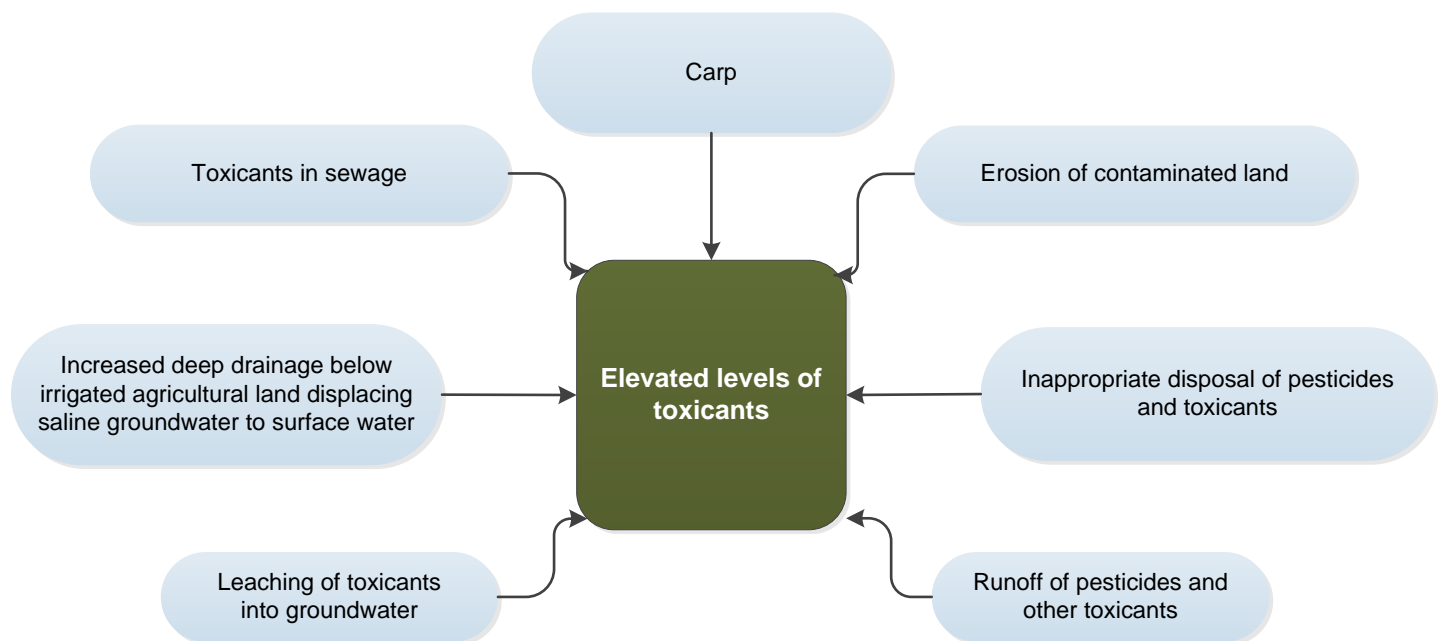 Carp
Toxicants in sewage
Erosion of contaminated land
Increased deep drainage below
irrigated agricultural land displacing
saline groundwater to surface water
Elevated levels of
toxicants
Inappropriate disposal of pesticides
and toxicants
Leaching of toxicants
into groundwater
Runoff of pesticides and
other toxicants